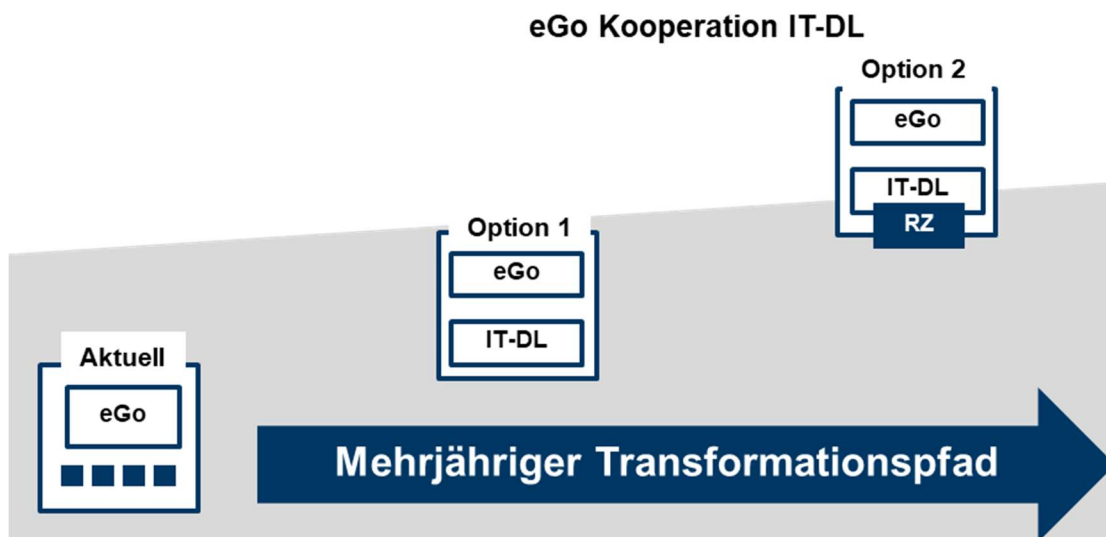 eGo Kooperation IT-DL
Option 2
eGo
IT-DL
RZ
Option 1
eGo
IT-DL
Aktuell
eGo
Mehrjähriger Transformationspfad